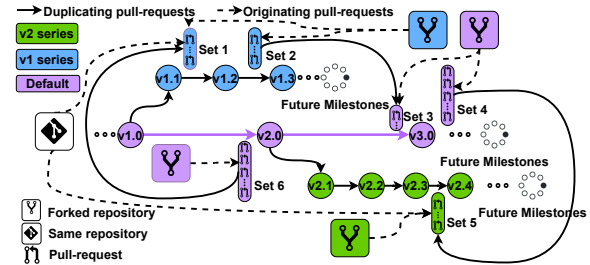 Duplicating pull-requests
Originating pull-requests
v2 series
v1 series
Default
Set 1
Set 2
v1.1
v1.2
v1.3
Future Milestones
Set 3
Set 4
v1.0
v2.0
v3.0
Future Milestones
Set 6
v2.1
v2.2
v2.3
v2.4
Future Milestones
Set 5
Forked repository
Same repository
Pull-request